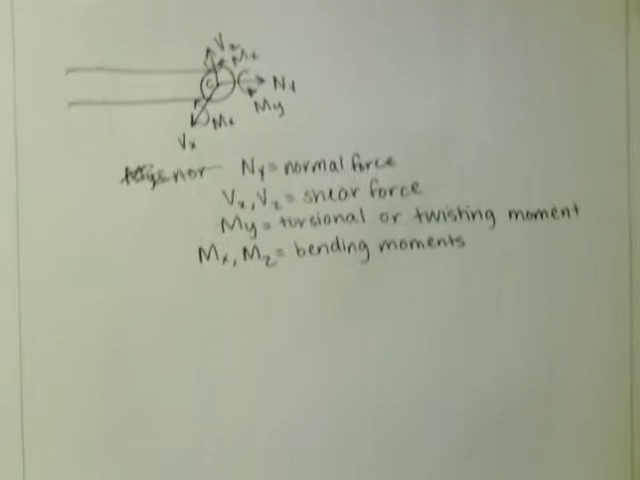 Vz
Mz
C
Ny
My
Mx
Vx
Ny = normal force
Vx, Vz = shear force
My = torsional or twisting moment
Mx, Mz = bending moments